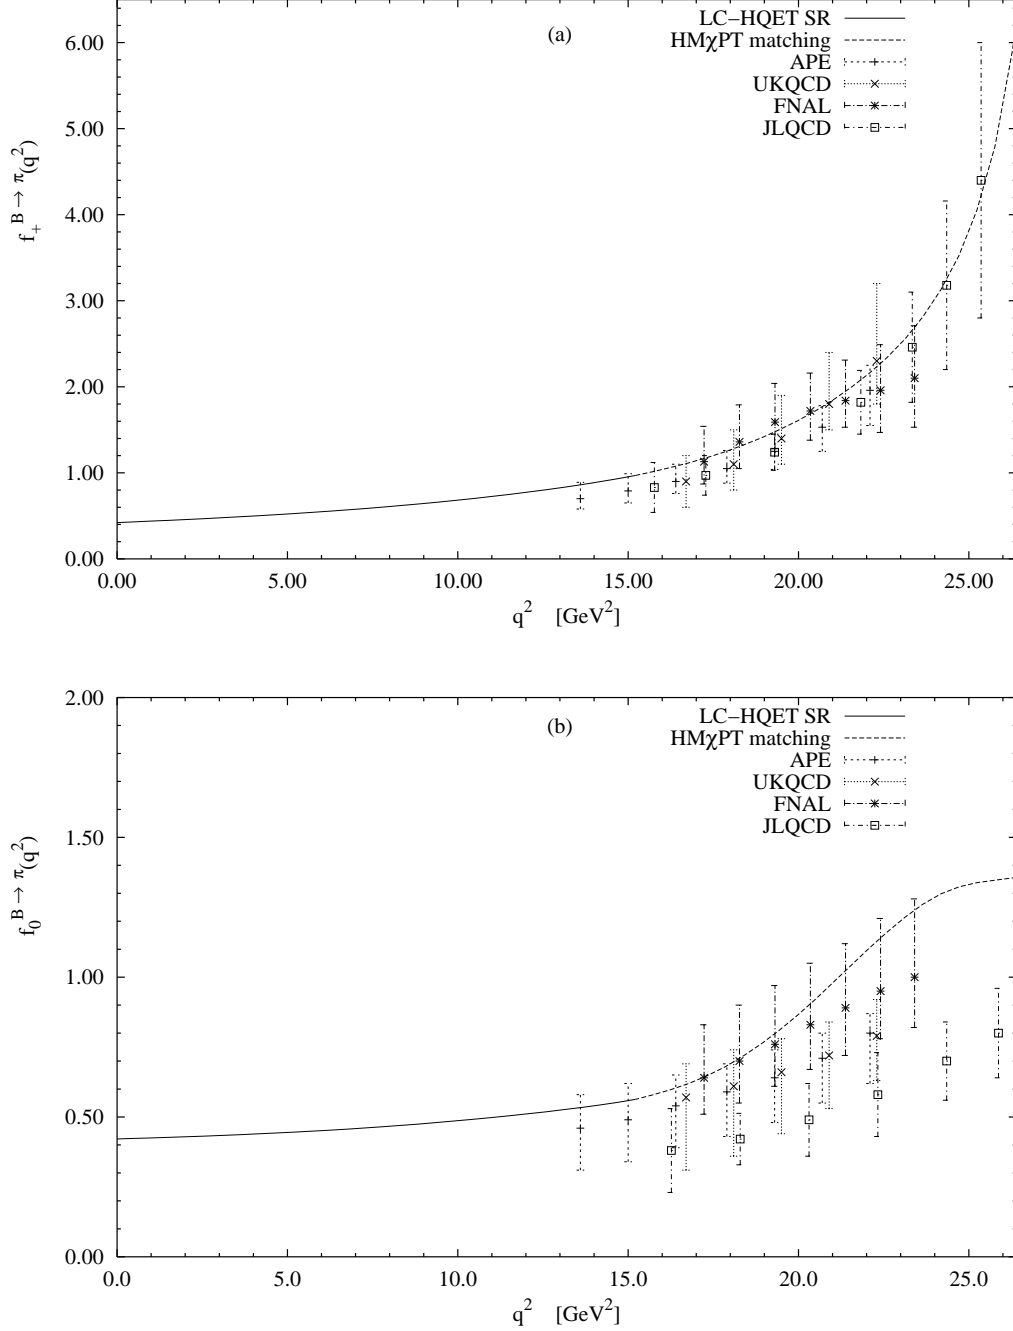 (a)
LC−HQET SR
HMχPT matching
APE
UKQCD
FNAL
JLQCD
6.00
5.00
4.00
3.00
2.00
1.00
0.00
f₊^B → π(q²)
0.00 5.00 10.00 15.00 20.00 25.00
q² [GeV²]
(b)
LC−HQET SR
HMχPT matching
APE
UKQCD
FNAL
JLQCD
2.00
1.50
1.00
0.50
0.00
f₀^B → π(q²)
0.0 5.0 10.0 15.0 20.0 25.0
q² [GeV²]